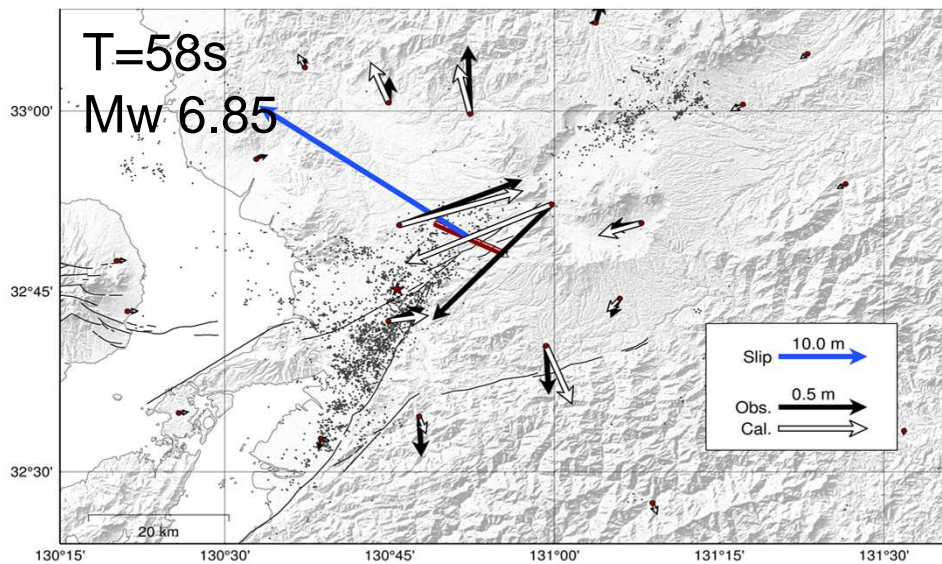 T=58s
Mw 6.85
33°00'
32°45'
32°30'
10.0 m
Slip
0.5 m
Obs.
Cal.
20 km
130°15' 130°30' 130°45' 131°00' 131°15' 131°30'